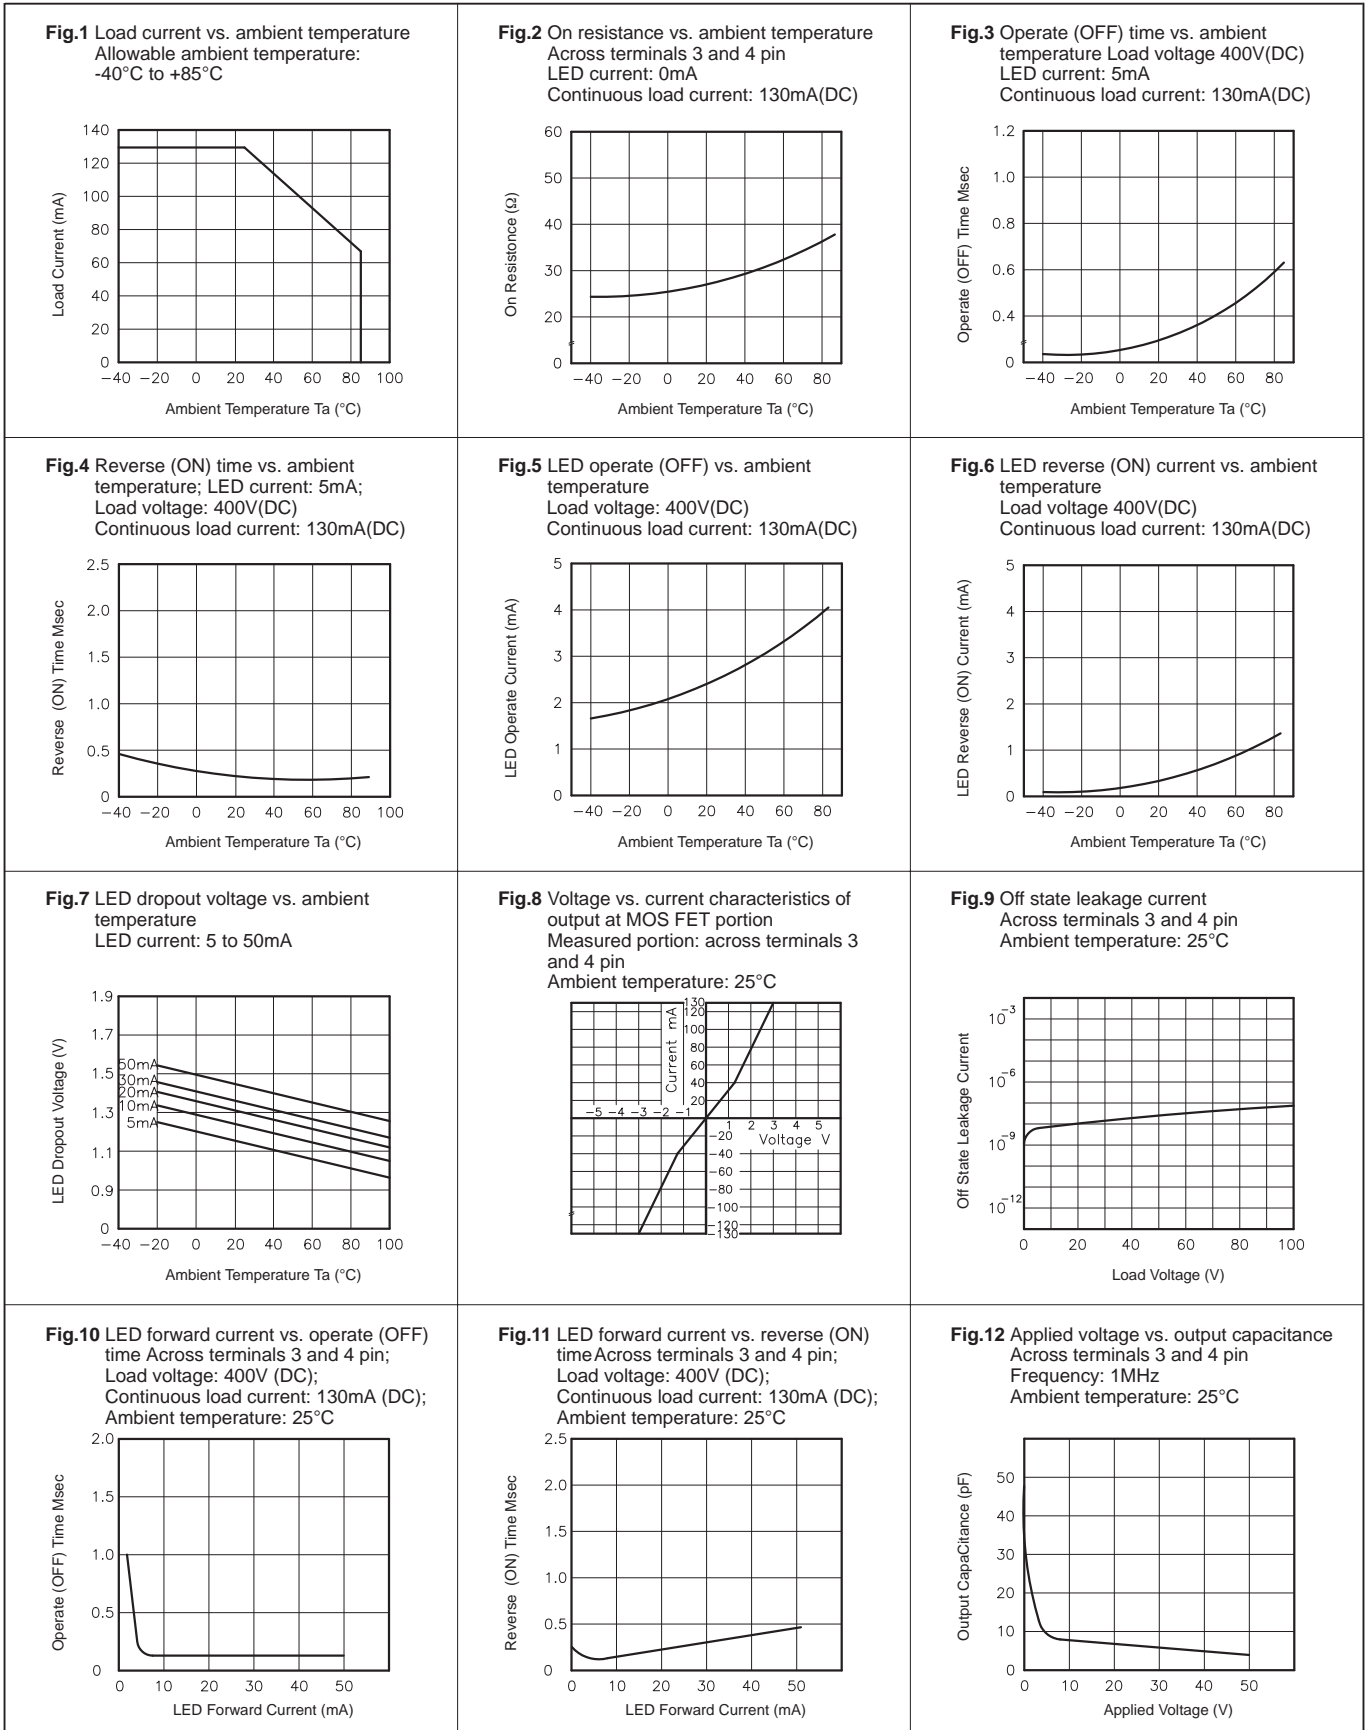 Fig.1 Load current vs. ambient temperature
Allowable ambient temperature:
-40°C to +85°C
140
120
100
80
60
40
20
0
Load Current (mA)
−40 −20 0 20 40 60 80 100
Ambient Temperature Ta (°C)
Fig.2 On resistance vs. ambient temperature
Across terminals 3 and 4 pin
LED current: 0mA
Continuous load current: 130mA(DC)
60
50
40
30
20
0
On Resistonce (Ω)
−40 −20 0 20 40 60 80
Ambient Temperature Ta (°C)
Fig.3 Operate (OFF) time vs. ambient
temperature Load voltage 400V(DC)
LED current: 5mA
Continuous load current: 130mA(DC)
1.2
1.0
0.8
0.6
0.4
0
Operate (OFF) Time Msec
−40 −20 0 20 40 60 80
Ambient Temperature Ta (°C)
Fig.4 Reverse (ON) time vs. ambient
temperature; LED current: 5mA;
Load voltage: 400V(DC)
Continuous load current: 130mA(DC)
2.5
2.0
1.5
1.0
0.5
0
Reverse (ON) Time Msec
−40 −20 0 20 40 60 80 100
Ambient Temperature Ta (°C)
Fig.5 LED operate (OFF) vs. ambient
temperature
Load voltage: 400V(DC)
Continuous load current: 130mA(DC)
5
4
3
2
1
0
LED Operate Current (mA)
−40 −20 0 20 40 60 80
Ambient Temperature Ta (°C)
Fig.6 LED reverse (ON) current vs. ambient
temperature
Load voltage 400V(DC)
Continuous load current: 130mA(DC)
5
4
3
2
1
0
LED Reverse (ON) Current (mA)
−40 −20 0 20 40 60 80
Ambient Temperature Ta (°C)
Fig.7 LED dropout voltage vs. ambient
temperature
LED current: 5 to 50mA
1.9
1.7
1.5
1.3
1.1
0.9
0
LED Dropout Voltage (V)
50mA
30mA
20mA
10mA
5mA
−40 −20 0 20 40 60 80 100
Ambient Temperature Ta (°C)
Fig.8 Voltage vs. current characteristics of
output at MOS FET portion
Measured portion: across terminals 3
and 4 pin
Ambient temperature: 25°C
Current mA
130
120
100
80
60
40
20
−5 −4 −3 −2 −1
1 2 3 4 5
Voltage V
−20
−40
−60
−80
−100
−120
−130
Fig.9 Off state leakage current
Across terminals 3 and 4 pin
Ambient temperature: 25°C
10−3
10−6
10−9
10−12
Off State Leakage Current
0 20 40 60 80 100
Load Voltage (V)
Fig.10 LED forward current vs. operate (OFF)
time Across terminals 3 and 4 pin;
Load voltage: 400V (DC);
Continuous load current: 130mA (DC);
Ambient temperature: 25°C
2.0
1.5
1.0
0.5
0
Operate (OFF) Time Msec
0 10 20 30 40 50
LED Forward Current (mA)
Fig.11 LED forward current vs. reverse (ON)
timeAcross terminals 3 and 4 pin;
Load voltage: 400V (DC);
Continuous load current: 130mA (DC);
Ambient temperature: 25°C
2.5
2.0
1.5
1.0
0.5
0
Reverse (ON) Time Msec
0 10 20 30 40 50
LED Forward Current (mA)
Fig.12 Applied voltage vs. output capacitance
Across terminals 3 and 4 pin
Frequency: 1MHz
Ambient temperature: 25°C
50
40
30
20
10
0
Output CapaCitance (pF)
0 10 20 30 40 50
Applied Voltage (V)